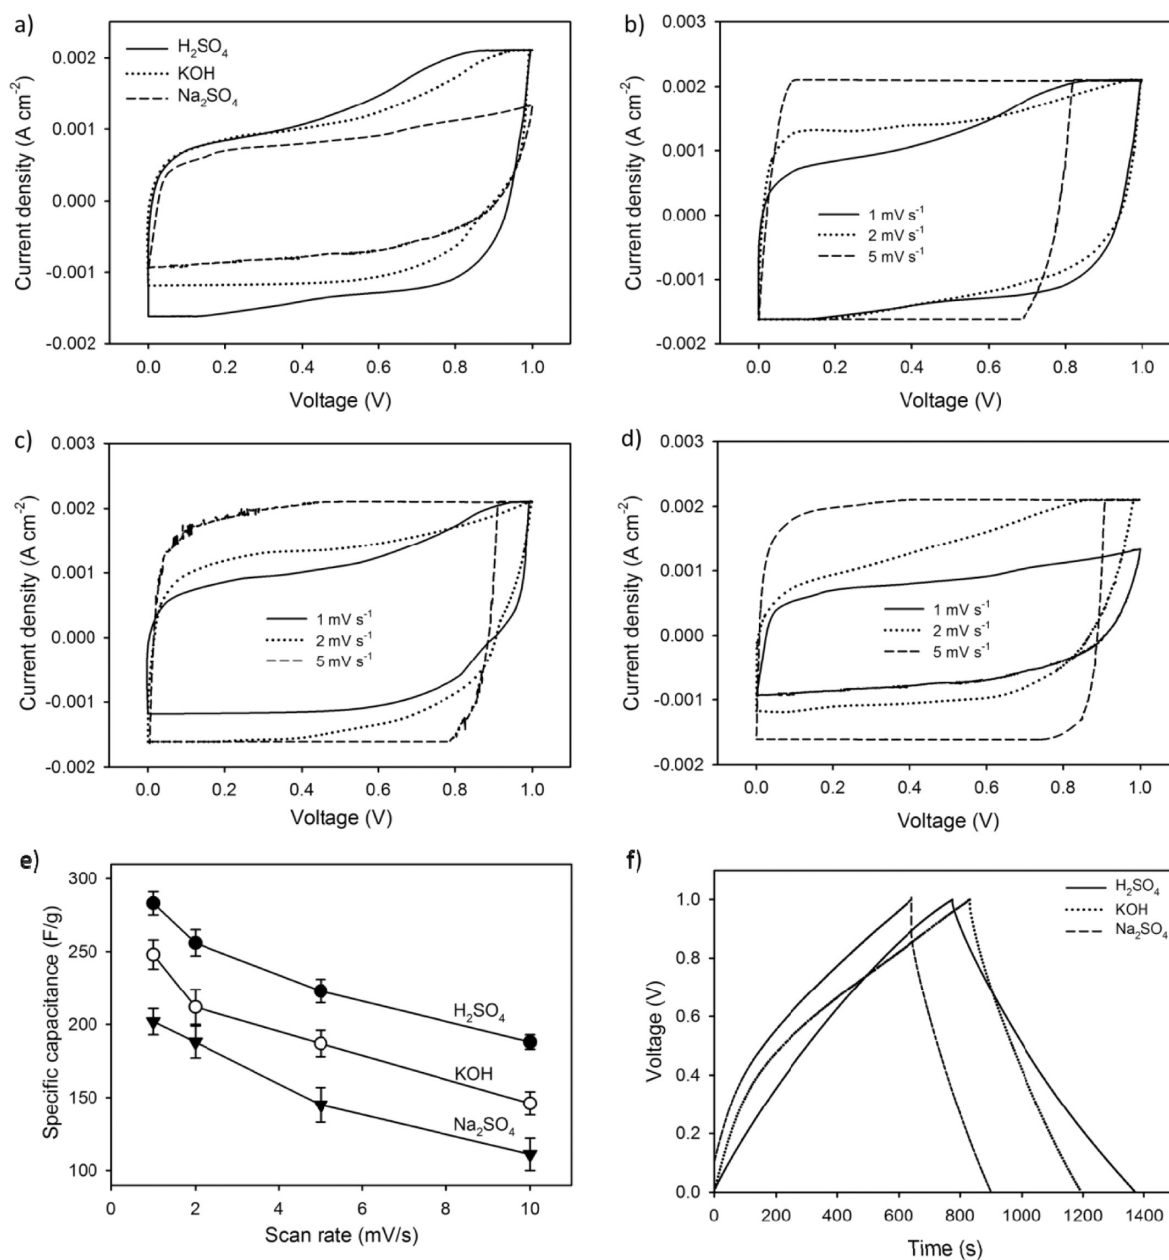 a)
H₂SO₄
KOH
Na₂SO₄
0.002
0.001
0.000
-0.001
-0.002
Current density (A cm⁻²)
0.0 0.2 0.4 0.6 0.8 1.0
Voltage (V)
b)
0.003
0.002
0.001
0.000
-0.001
-0.002
Current density (A cm⁻²)
1 mV s⁻¹
2 mV s⁻¹
5 mV s⁻¹
0.0 0.2 0.4 0.6 0.8 1.0
Voltage (V)
c)
0.003
0.002
0.001
0.000
-0.001
-0.002
Current density (A cm⁻²)
1 mV s⁻¹
2 mV s⁻¹
5 mV s⁻¹
0.0 0.2 0.4 0.6 0.8 1.0
Voltage (V)
d)
0.003
0.002
0.001
0.000
-0.001
-0.002
Current density (A cm⁻²)
1 mV s⁻¹
2 mV s⁻¹
5 mV s⁻¹
0.0 0.2 0.4 0.6 0.8 1.0
Voltage (V)
e)
300
250
200
150
100
Specific capacitance (F/g)
H₂SO₄
KOH
Na₂SO₄
0 2 4 6 8 10
Scan rate (mV/s)
f)
H₂SO₄
KOH
Na₂SO₄
1.0
0.8
0.6
0.4
0.2
0.0
Voltage (V)
0 200 400 600 800 1000 1200 1400
Time (s)